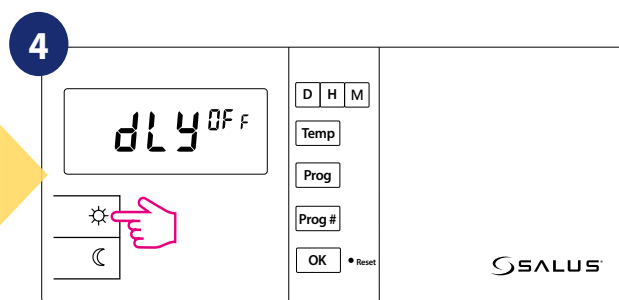 4
dLY OFF
D H M
Temp
Prog
Prog #
OK • Reset
SALUS